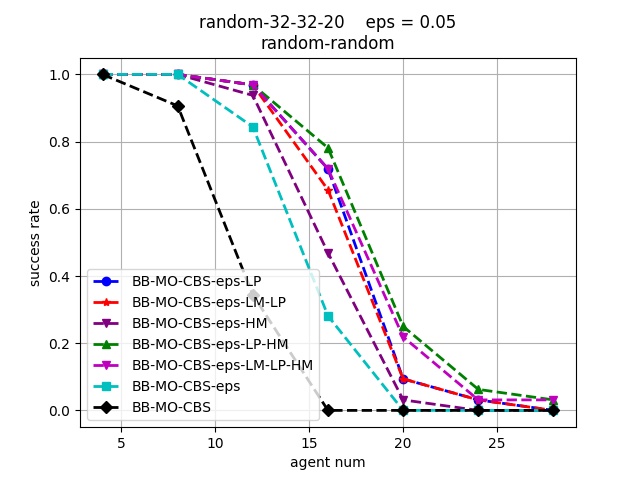 random-32-32-20    eps = 0.05
random-random
1.0
0.8
0.6
0.4
0.2
0.0
success rate
BB-MO-CBS-eps-LP
BB-MO-CBS-eps-LM-LP
BB-MO-CBS-eps-HM
BB-MO-CBS-eps-LP-HM
BB-MO-CBS-eps-LM-LP-HM
BB-MO-CBS-eps
BB-MO-CBS
5 10 15 20 25
agent num